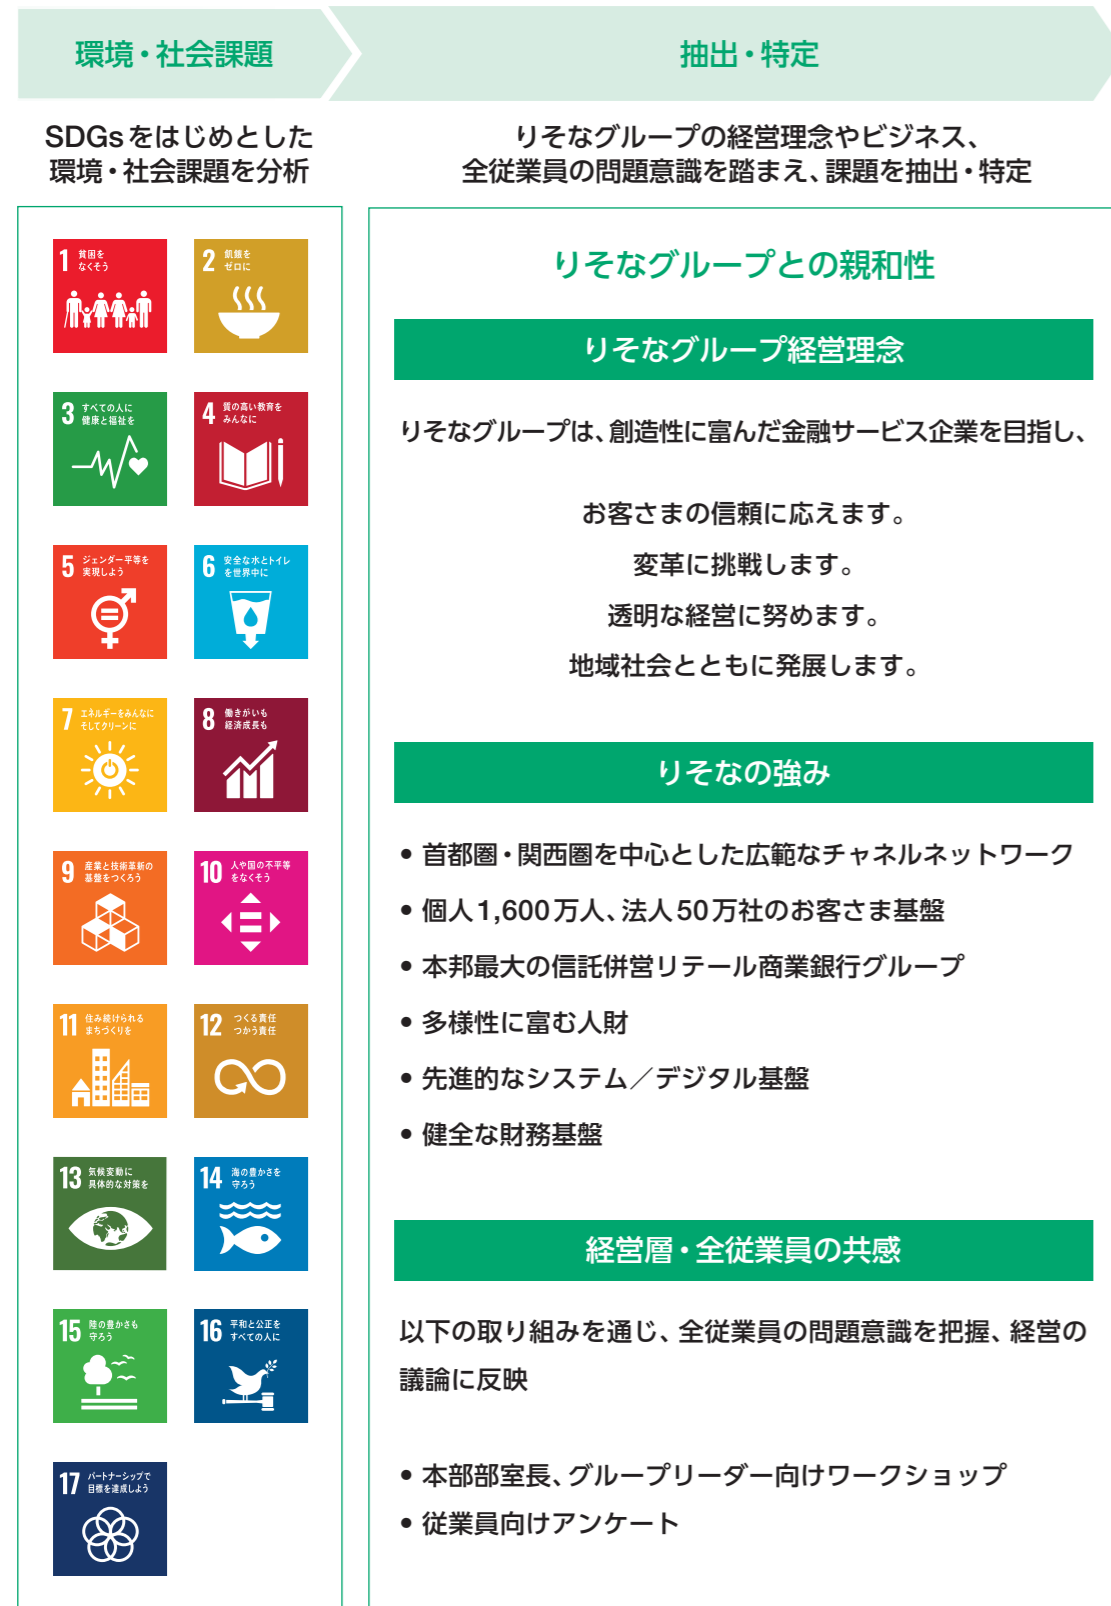 環境・社会課題
抽出・特定
SDGsをはじめとした
環境・社会課題を分析
りそなグループの経営理念やビジネス、
全従業員の問題意識を踏まえ、課題を抽出・特定
1 貧困を
なくそう
2 飢餓を
ゼロに
3 すべての人に
健康と福祉を
4 質の高い教育を
みんなに
5 ジェンダー平等を
実現しよう
6 安全な水とトイレ
を世界中に
7 エネルギーをみんなに
そしてクリーンに
8 働きがいも
経済成長も
9 産業と技術革新の
基盤をつくろう
10 人や国の不平等
をなくそう
11 住み続けられる
まちづくりを
12 つくる責任
つかう責任
13 気候変動に
具体的な対策を
14 海の豊かさを
守ろう
15 陸の豊かさも
守ろう
16 平和と公正を
すべての人に
17 パートナーシップで
目標を達成しよう
りそなグループとの親和性
りそなグループ経営理念
りそなグループは、創造性に富んだ金融サービス企業を目指し、
お客さまの信頼に応えます。
変革に挑戦します。
透明な経営に努めます。
地域社会とともに発展します。
りそなの強み
• 首都圏・関西圏を中心とした広範なチャネルネットワーク
• 個人1,600万人、法人50万社のお客さま基盤
• 本邦最大の信託併営リテール商業銀行グループ
• 多様性に富む人財
• 先進的なシステム／デジタル基盤
• 健全な財務基盤
経営層・全従業員の共感
以下の取り組みを通じ、全従業員の問題意識を把握、経営の
議論に反映
• 本部部室長、グループリーダー向けワークショップ
• 従業員向けアンケート